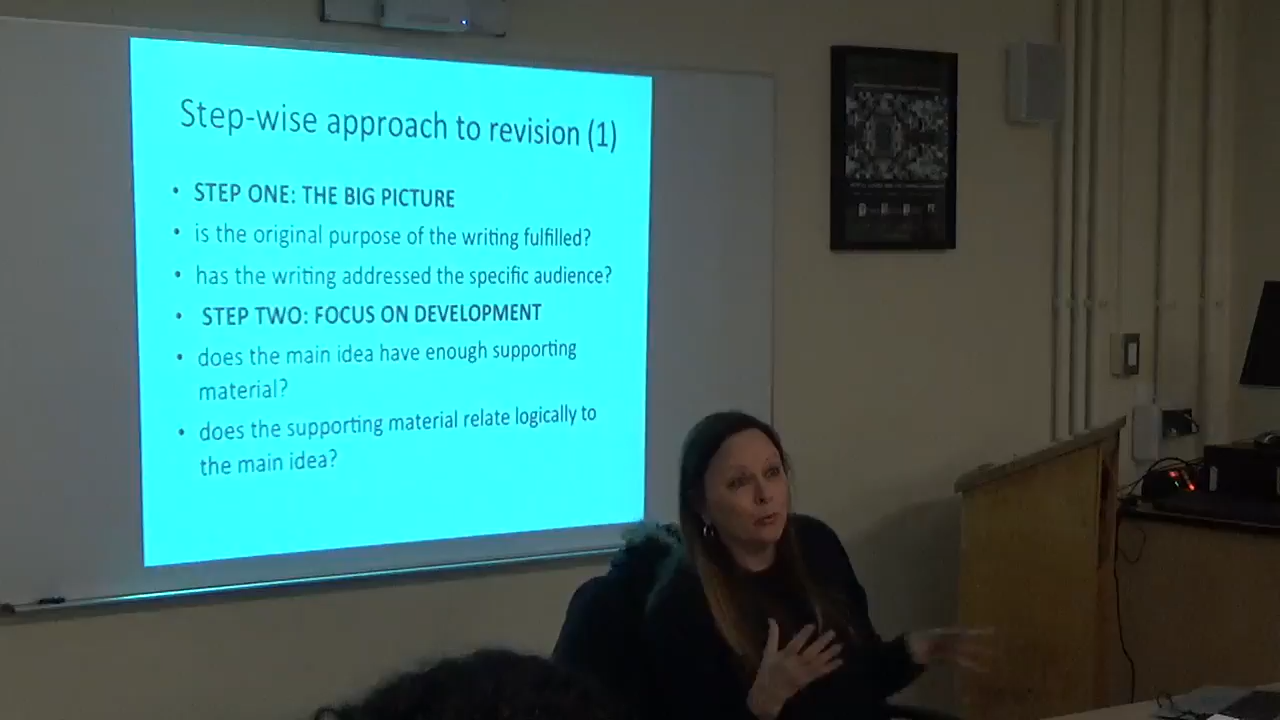 Step-wise approach to revision (1)
• STEP ONE: THE BIG PICTURE
• is the original purpose of the writing fulfilled?
• has the writing addressed the specific audience?
• STEP TWO: FOCUS ON DEVELOPMENT
• does the main idea have enough supporting
material?
• does the supporting material relate logically to
the main idea?